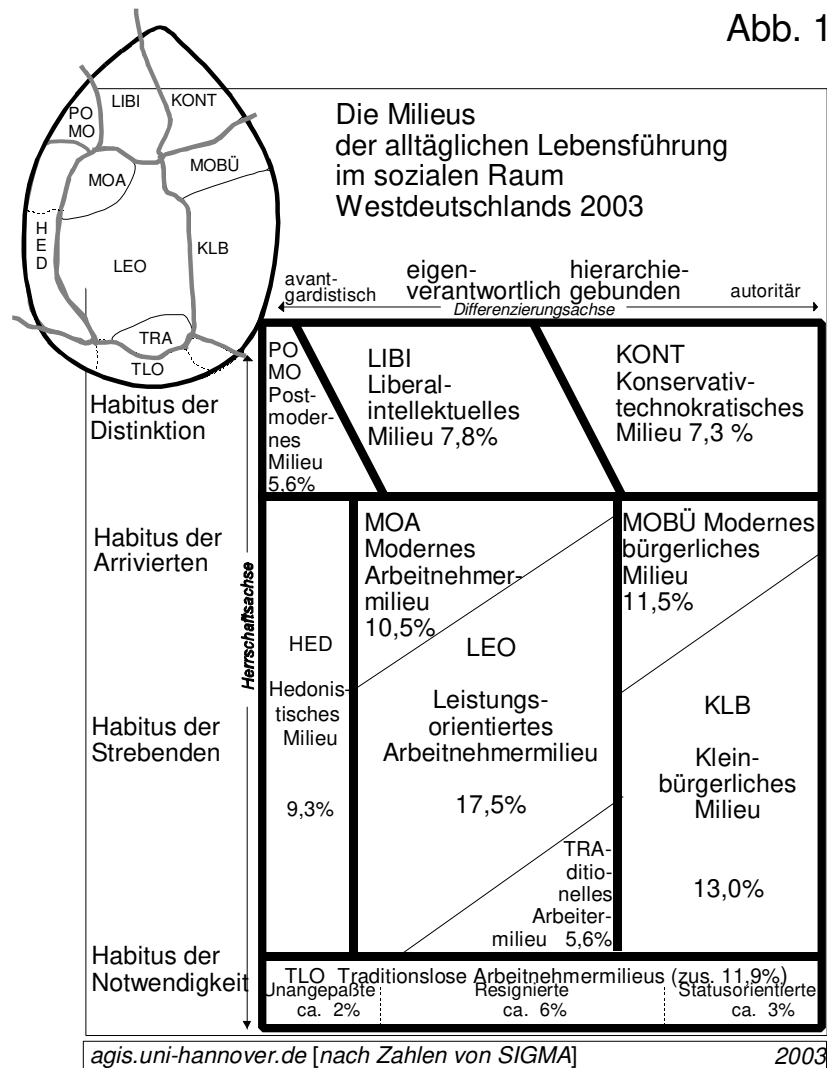 Abb. 1
PO
MO
LIBI
KONT
MOA
MOBÜ
H
E
D
LEO
KLB
TRA
TLO
Die Milieus
der alltäglichen Lebensführung
im sozialen Raum
Westdeutschlands 2003
avant-
gardistisch
eigen-
verantwortlich
hierarchie-
gebunden
autoritär
Differenzierungsachse
Herrschaftsachse
Habitus der
Distinktion
PO
MO
Post-
moder-
nes
Milieu
5,6%
LIBI
Liberal-
intellektuelles
Milieu 7,8%
KONT
Konservativ-
technokratisches
Milieu 7,3 %
Habitus der
Arrivierten
MOA
Modernes
Arbeitnehmer-
milieu
10,5%
MOBÜ Modernes
bürgerliches
Milieu
11,5%
Habitus der
Strebenden
HED
Hedonis-
tisches
Milieu
9,3%
LEO
Leistungs-
orientiertes
Arbeitnehmermilieu
17,5%
KLB
Klein-
bürgerliches
Milieu
13,0%
TRA-
ditio-
nelles
Arbeiter-
milieu 5,6%
Habitus der
Notwendigkeit
TLO Traditionslose Arbeitnehmermilieus (zus. 11,9%)
Unangepaßte
ca. 2%
Resignierte
ca. 6%
Statusorientierte
ca. 3%
agis.uni-hannover.de [nach Zahlen von SIGMA] 2003